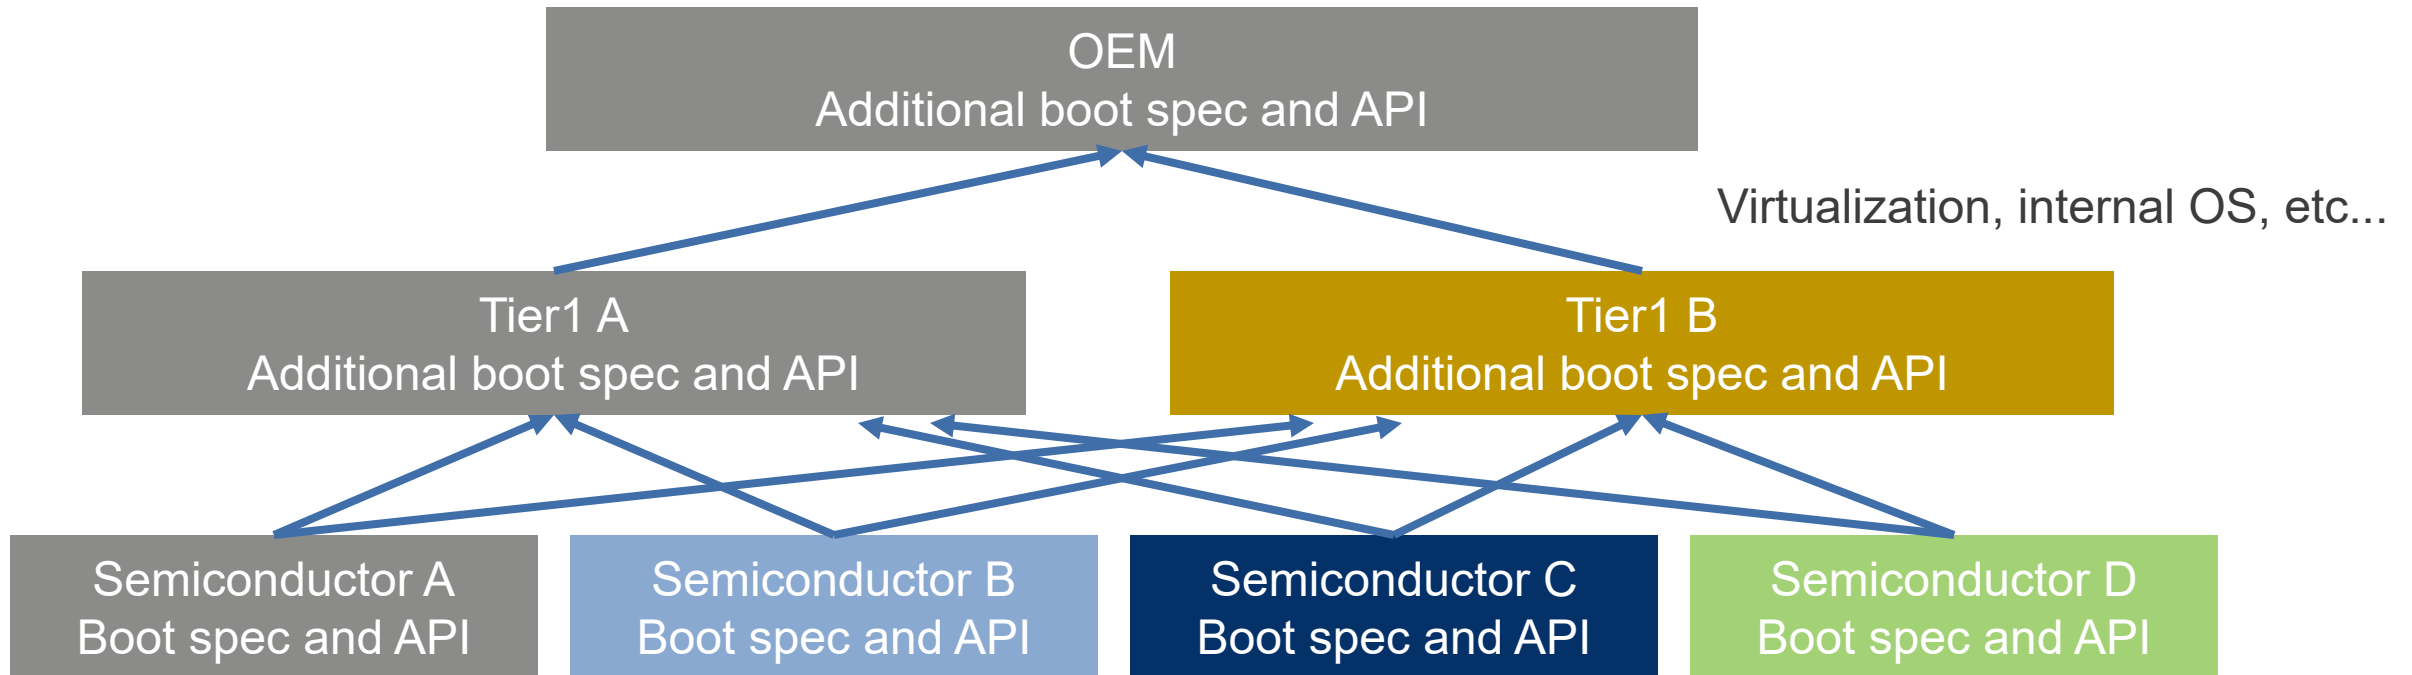 OEM
Additional boot spec and API
Virtualization, internal OS, etc...
Tier1 A
Additional boot spec and API
Tier1 B
Additional boot spec and API
Semiconductor A
Boot spec and API
Semiconductor B
Boot spec and API
Semiconductor C
Boot spec and API
Semiconductor D
Boot spec and API